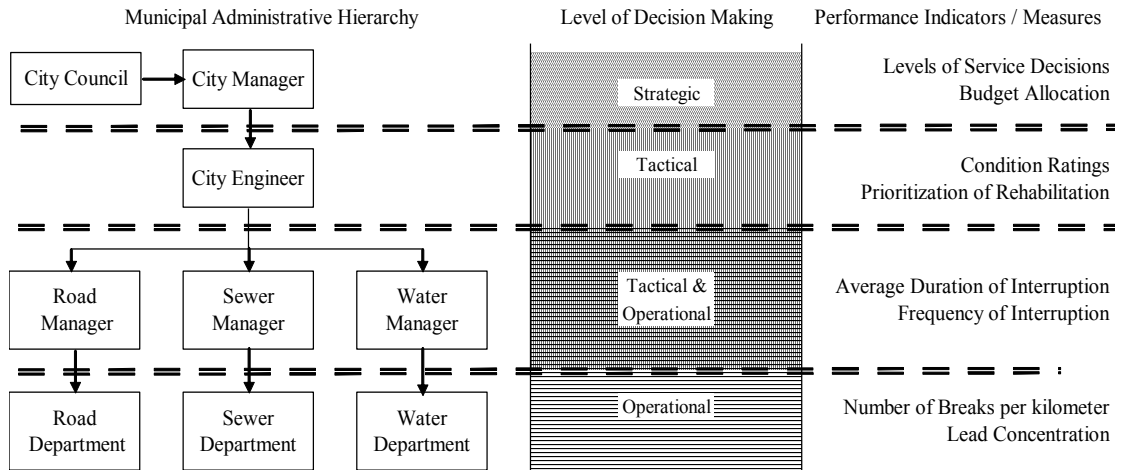 Municipal Administrative Hierarchy
Level of Decision Making
Performance Indicators / Measures
City Council
City Manager
Strategic
Levels of Service Decisions
Budget Allocation
City Engineer
Tactical
Condition Ratings
Prioritization of Rehabilitation
Road
Manager
Sewer
Manager
Water
Manager
Tactical &
Operational
Average Duration of Interruption
Frequency of Interruption
Road
Department
Sewer
Department
Water
Department
Operational
Number of Breaks per kilometer
Lead Concentration